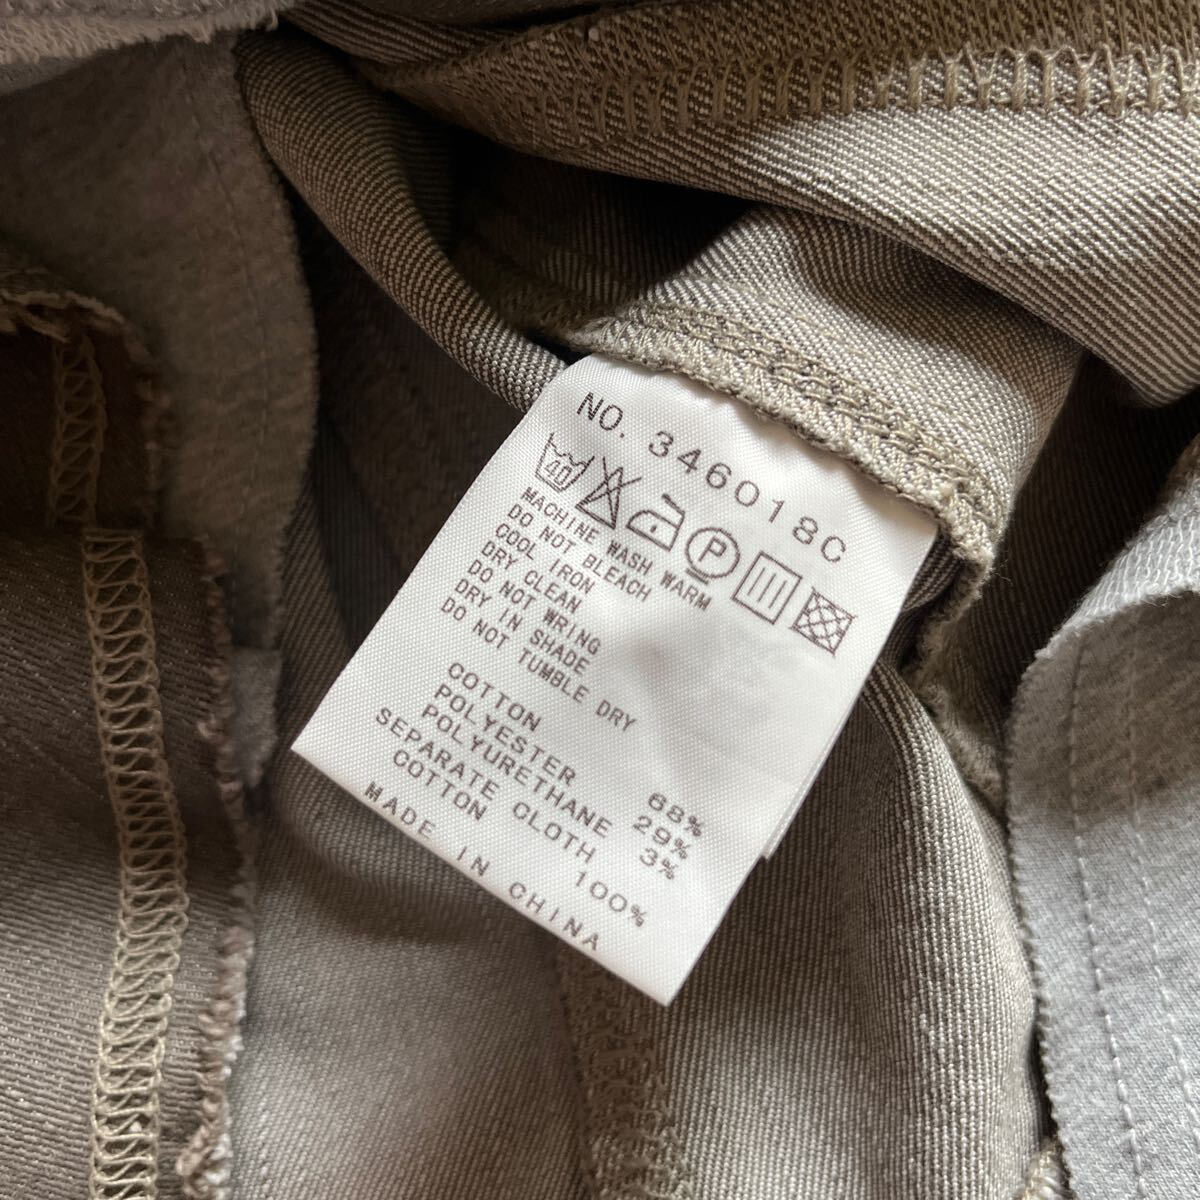 NO. 346018C
40 P
MACHINE WASH WARM
DO NOT BLEACH
COOL IRON
DRY CLEAN
DO NOT WRING
DRY IN SHADE
DO NOT TUMBLE DRY
COTTON 68%
POLYESTER 29%
POLYURETHANE 3%
SEPARATE CLOTH
COTTON 100%
MADE IN CHINA